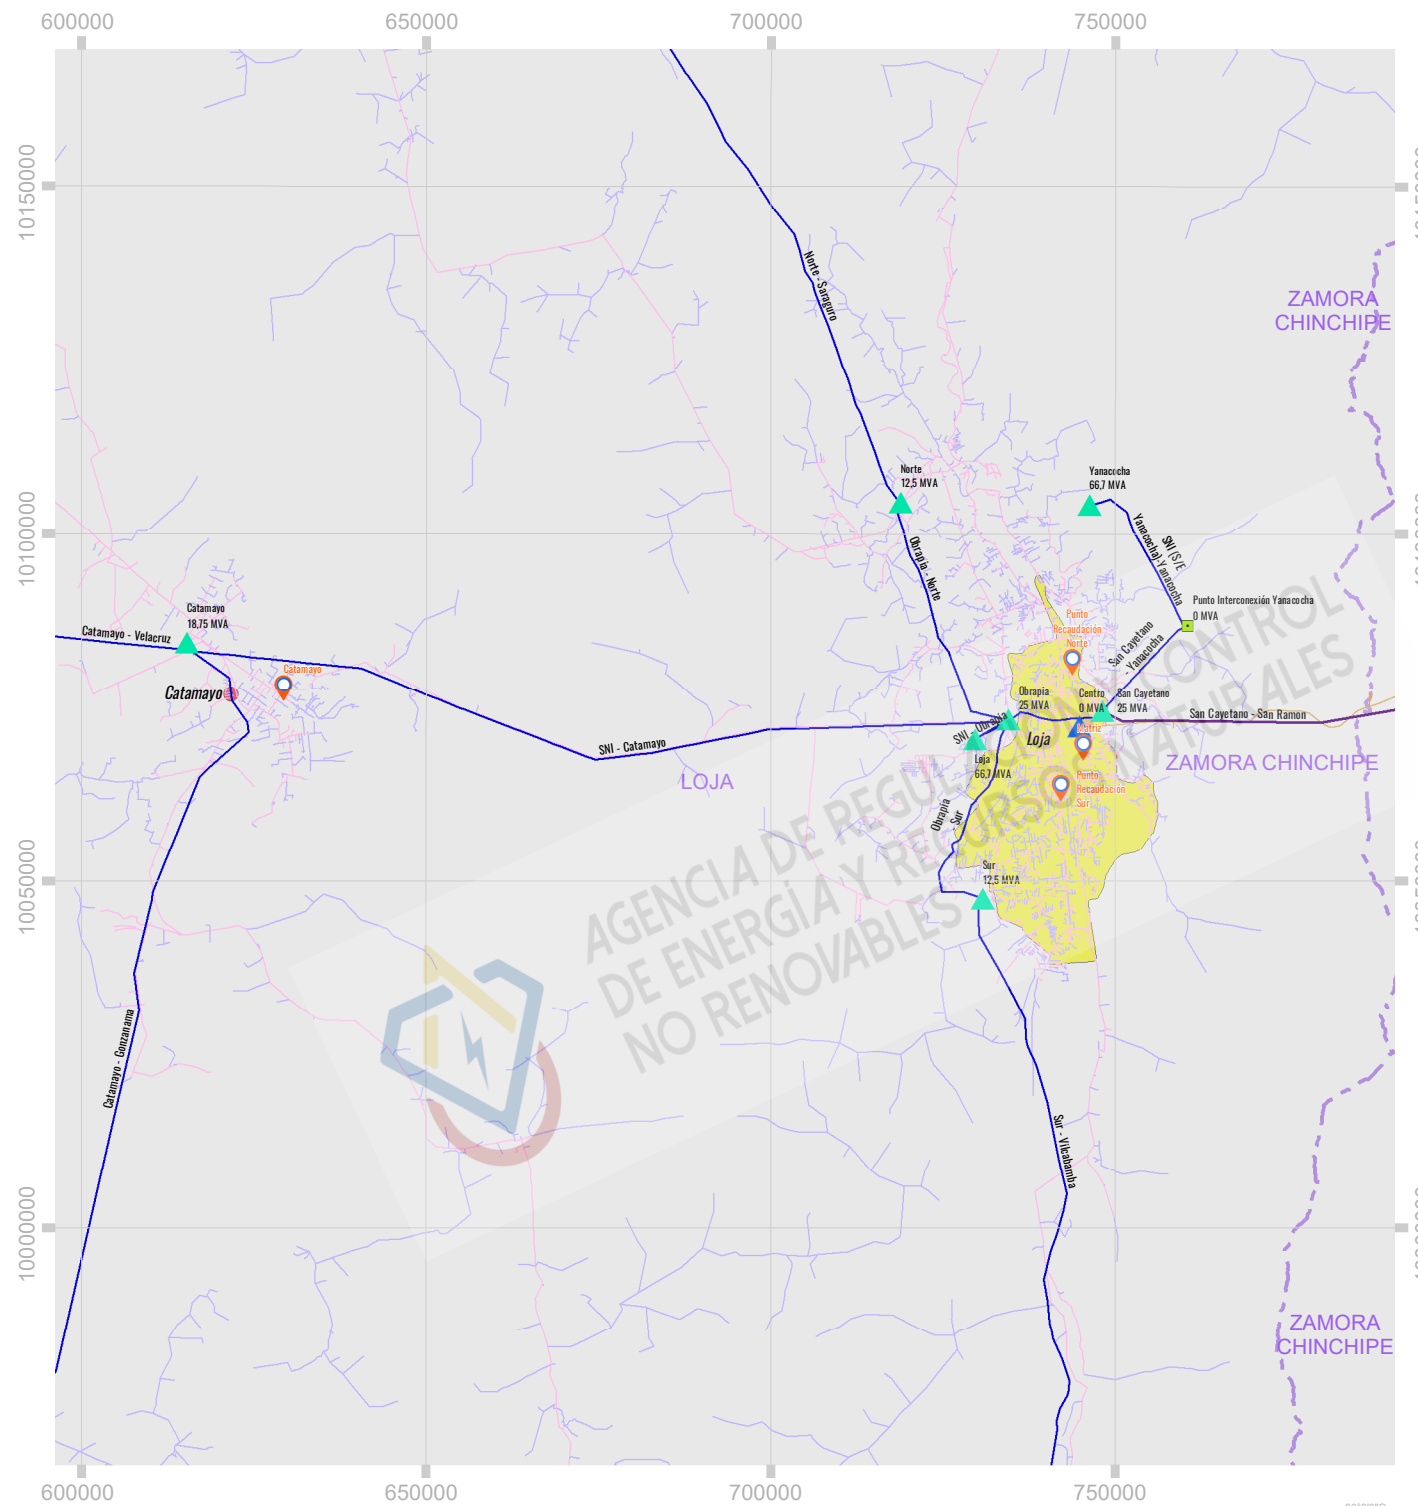 600000
650000
700000
750000
10150000
10100000
10050000
10000000
ZAMORA
CHINCHIPE
Norte - Saraguro
Norte
12,5 MVA
Yanacocha
66,7 MVA
SNI (S/E
Yanacocha)-Yanacocha
Obrapia - Norte
Punto Interconexión Yanacocha
0 MVA
Catamayo
18,75 MVA
Catamayo - Velacruz
Catamayo
Catamayo
Punto
Recaudación
Norte
San Cayetano
- Yanacocha
Obrapia
25 MVA
Centro
0 MVA
San Cayetano
25 MVA
San Cayetano - San Ramon
SNI - Obrapia
Matriz
Loja
SNI - Catamayo
Loja
66,7 MVA
LOJA
ZAMORA CHINCHIPE
Punto
Recaudación
Sur
Obrapia
- Sur
Sur
12,5 MVA
AGENCIA DE REGULACIÓN Y CONTROL
DE ENERGÍA Y RECURSOS NATURALES
NO RENOVABLES
Catamayo - Gonzanama
Sur - Vilcabamba
ZAMORA
CHINCHIPE
600000
650000
700000
750000